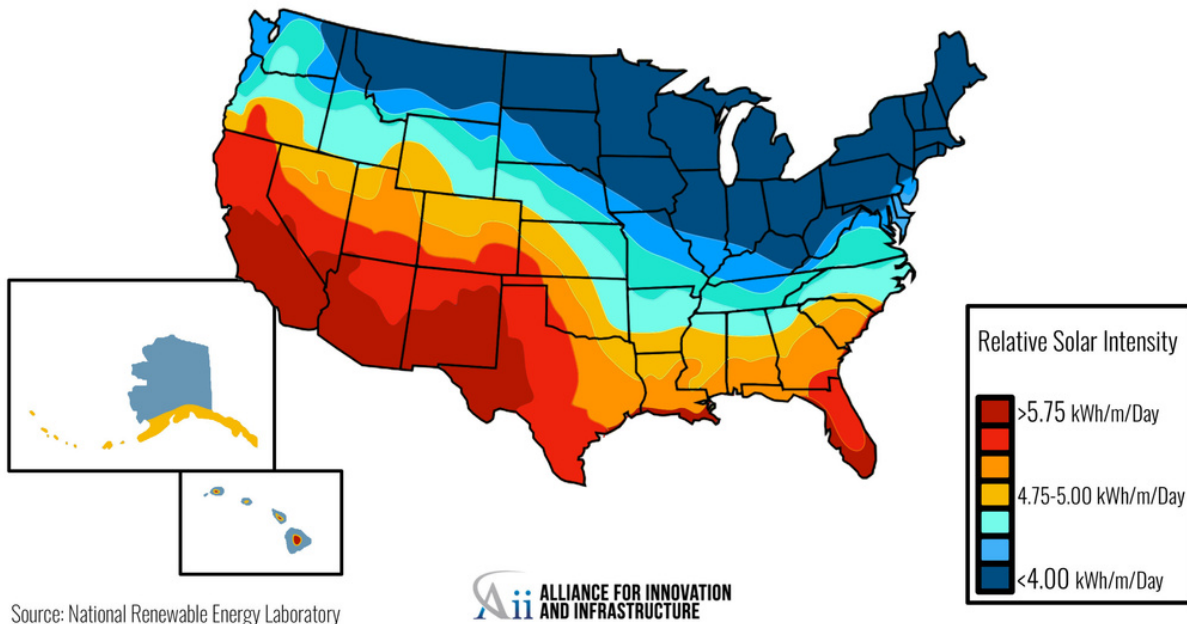 Relative Solar Intensity
>5.75 kWh/m/Day
4.75-5.00 kWh/m/Day
<4.00 kWh/m/Day
Source: National Renewable Energy Laboratory
Aii ALLIANCE FOR INNOVATION
AND INFRASTRUCTURE